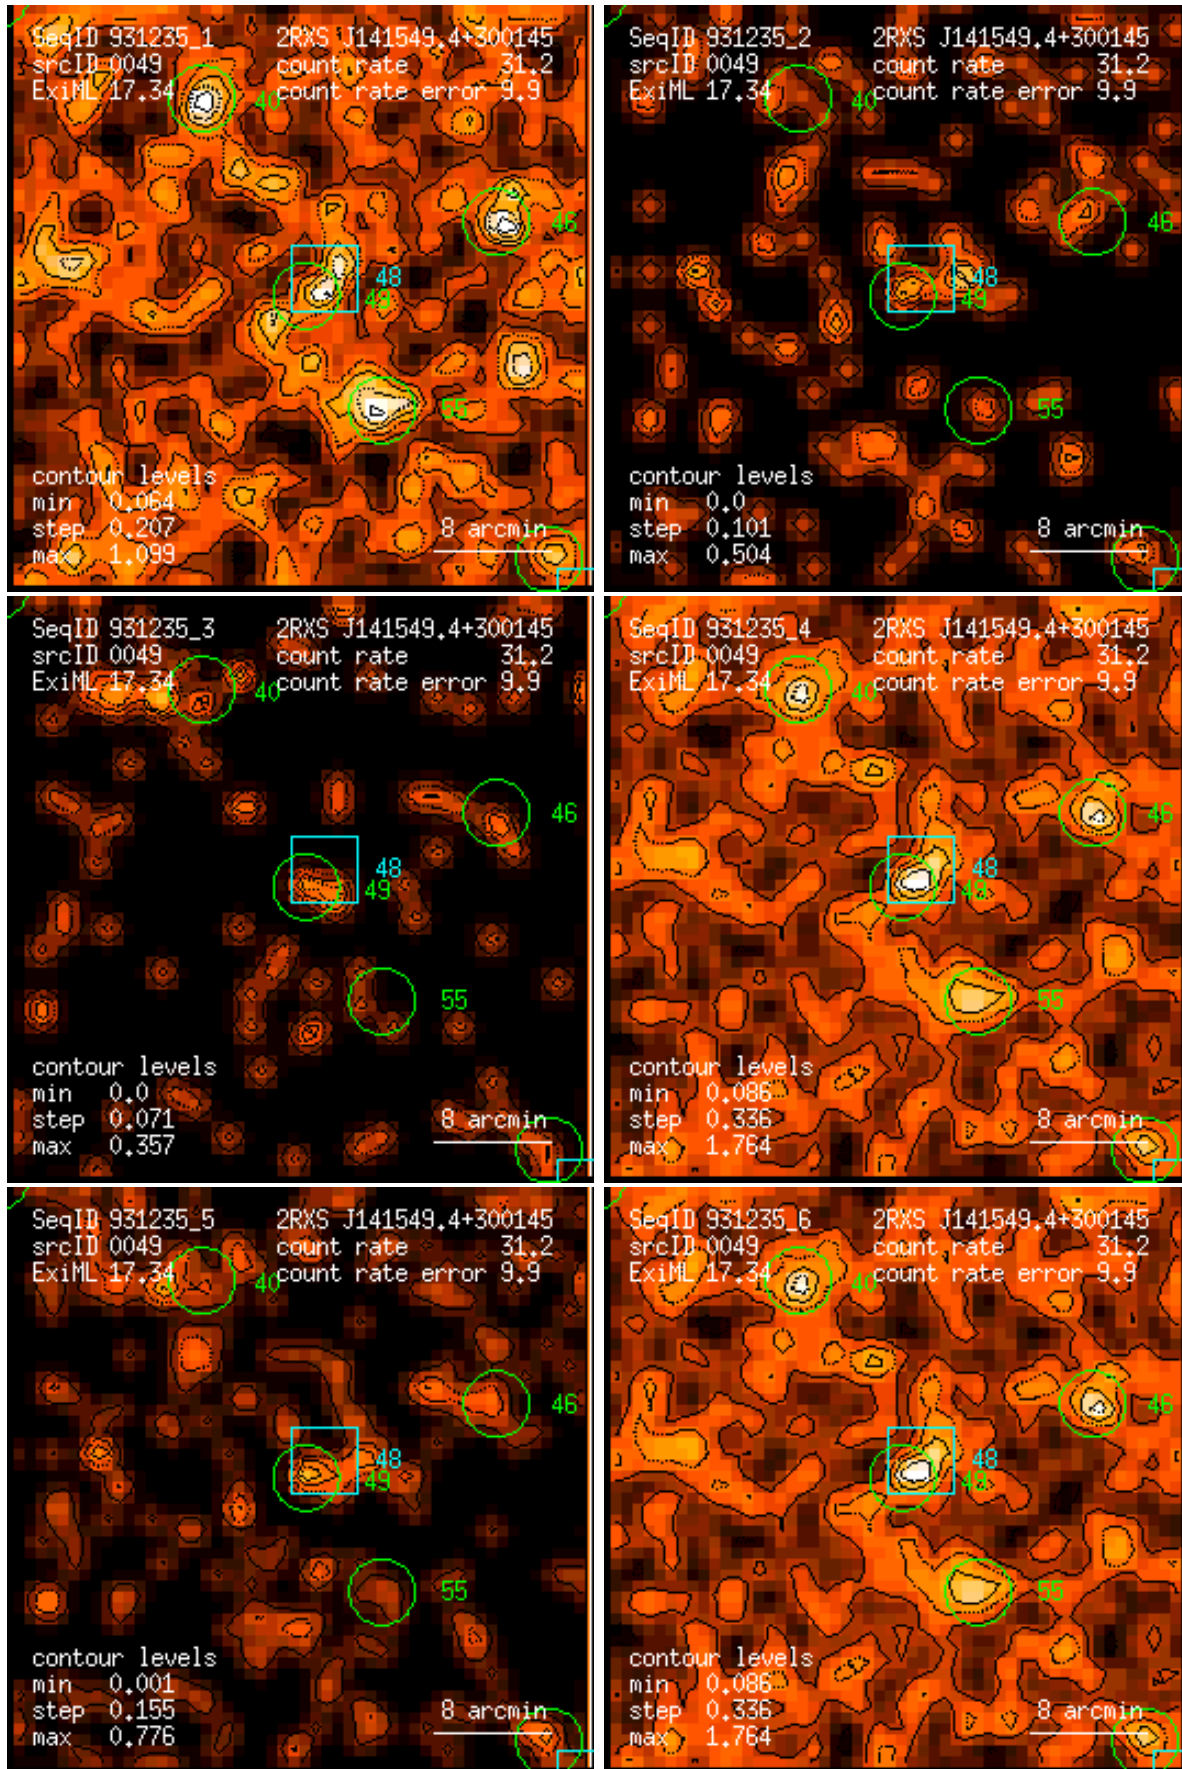 SeqID 931235_1 2RXS J141549.4+300145
srcID 0049 count rate 31.2
ExiML 17.34 count rate error 9.9
40
46
48
49
55
contour levels
min 0.064
step 0.207 8 arcmin
max 1.099
SeqID 931235_2 2RXS J141549.4+300145
srcID 0049 count rate 31.2
ExiML 17.34 count rate error 9.9
40
46
48
49
55
contour levels
min 0.0
step 0.101 8 arcmin
max 0.504
SeqID 931235_3 2RXS J141549.4+300145
srcID 0049 count rate 31.2
ExiML 17.34 count rate error 9.9
40
46
48
49
55
contour levels
min 0.0
step 0.071 8 arcmin
max 0.357
SeqID 931235_4 2RXS J141549.4+300145
srcID 0049 count rate 31.2
ExiML 17.34 count rate error 9.9
40
46
48
49
55
contour levels
min 0.086
step 0.336 8 arcmin
max 1.764
SeqID 931235_5 2RXS J141549.4+300145
srcID 0049 count rate 31.2
ExiML 17.34 count rate error 9.9
40
46
48
49
55
contour levels
min 0.001
step 0.155 8 arcmin
max 0.776
SeqID 931235_6 2RXS J141549.4+300145
srcID 0049 count rate 31.2
ExiML 17.34 count rate error 9.9
40
46
48
49
55
contour levels
min 0.086
step 0.336 8 arcmin
max 1.764